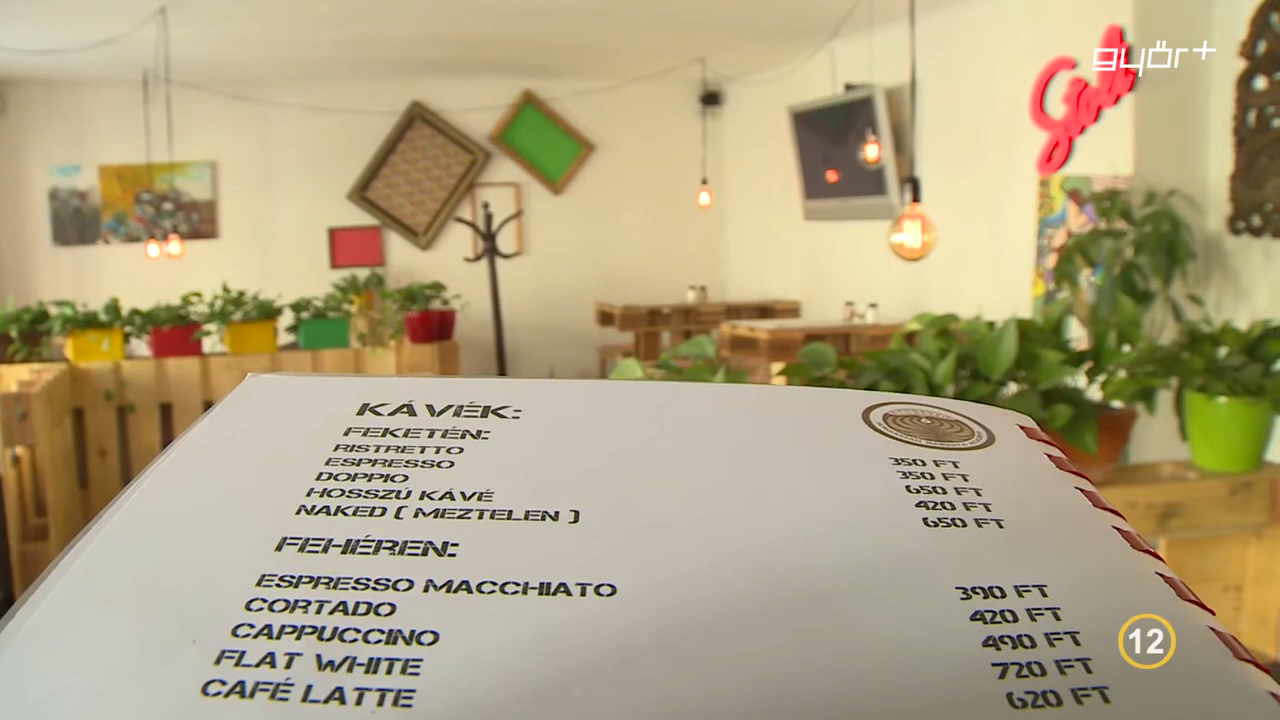 győr+
KÁVÉK:
FEKETÉN:
RISTRETTO 350 FT
ESPRESSO 350 FT
DOPPIO 650 FT
HOSSZÚ KÁVÉ 420 FT
NAKED ( MEZTELEN ) 650 FT
FEHÉREN:
ESPRESSO MACCHIATO 390 FT
CORTADO 420 FT
CAPPUCCINO 490 FT
FLAT WHITE 720 FT
CAFÉ LATTE 620 FT
12